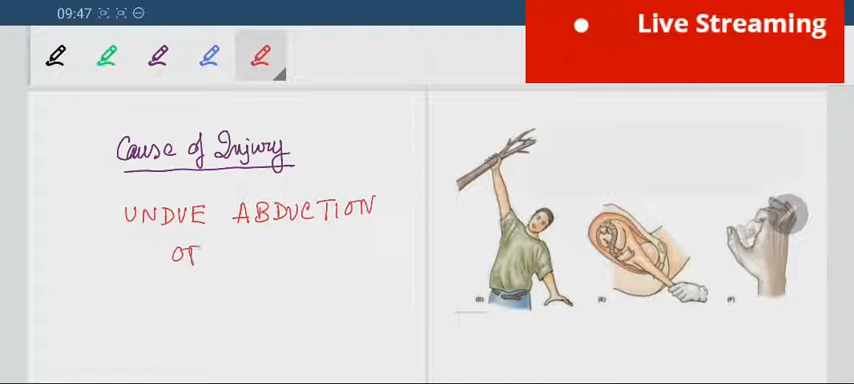 09:47
Live Streaming
Cause of Injury
UNDUE ABDUCTION
OF
(D) (E) (F)